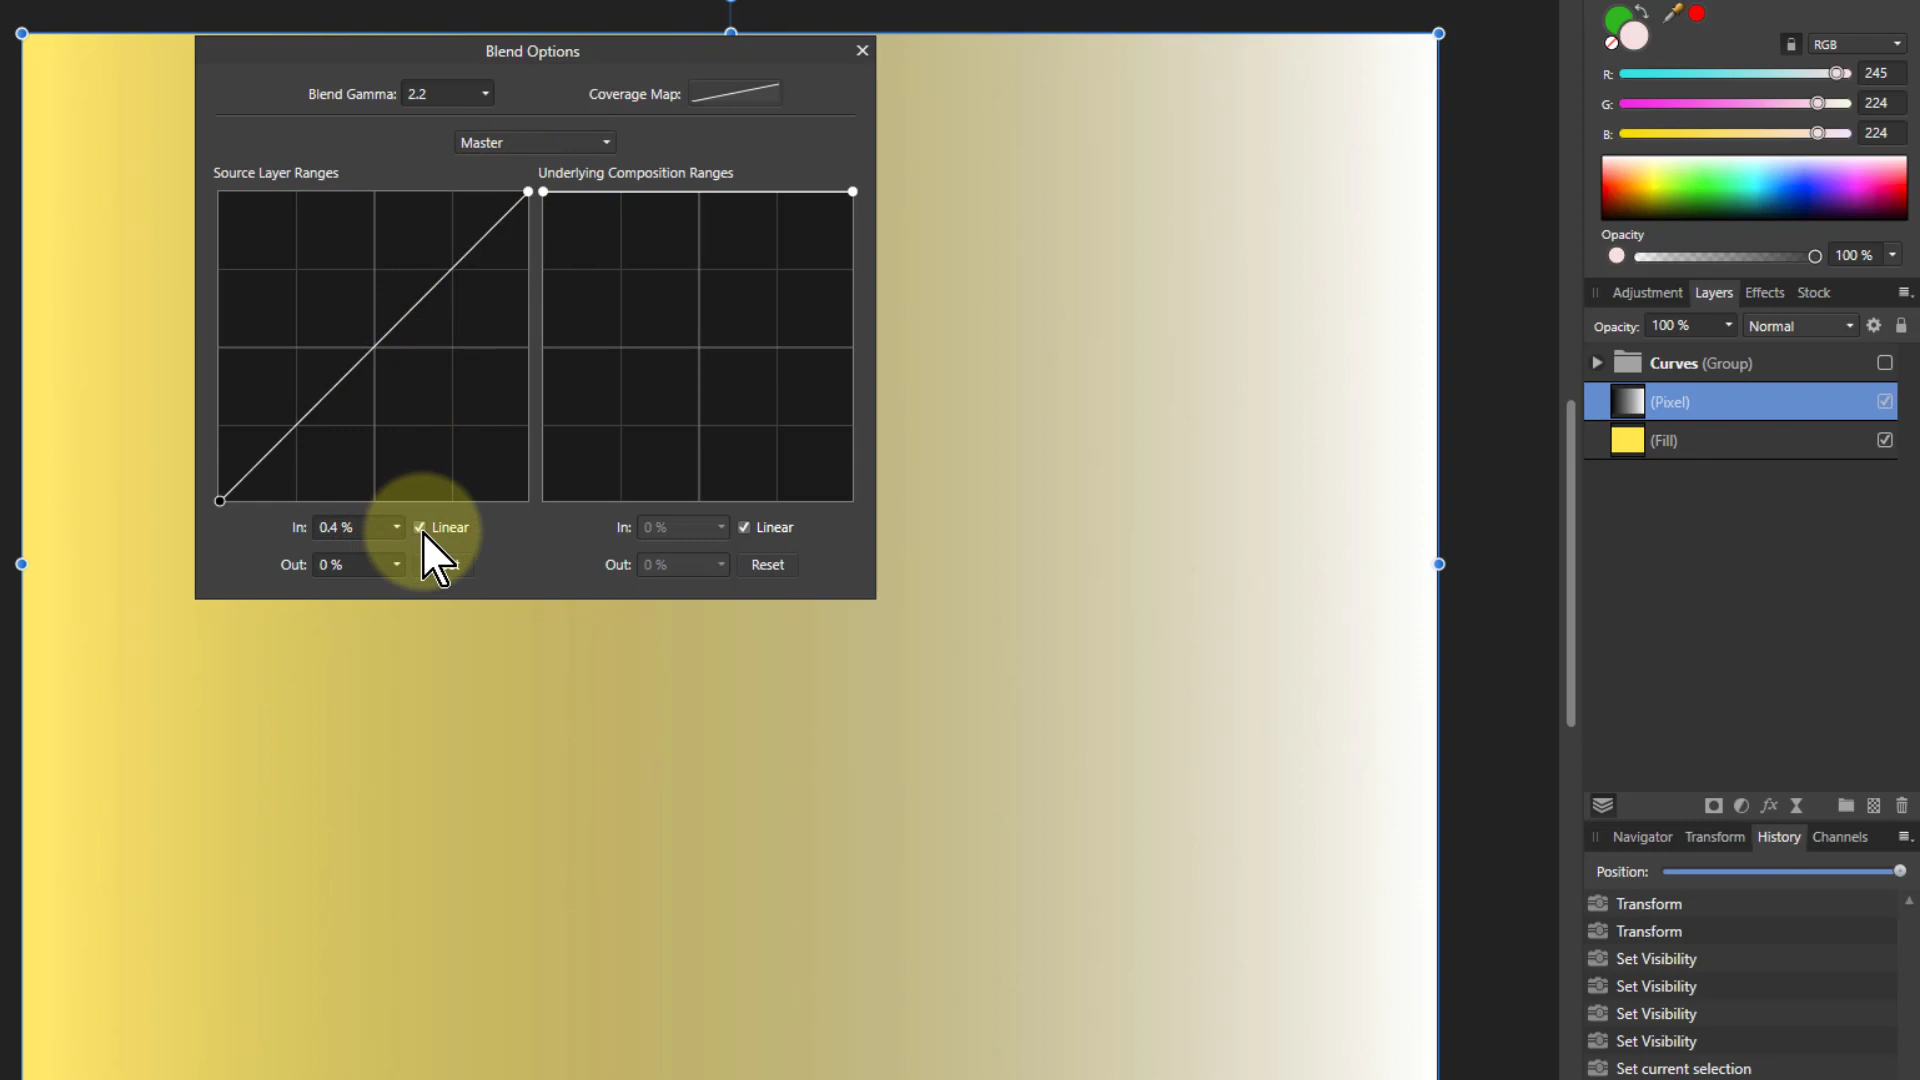 Blend Options
Blend Gamma: 2.2
Coverage Map:
Master
Source Layer Ranges
Underlying Composition Ranges
In: 0.4 % Linear
Out: 0 %
In: 0 % Linear
Out: 0 % Reset
RGB
R: 245
G: 224
B: 224
Opacity
100 %
Adjustment Layers Effects Stock
Opacity: 100 % Normal
Curves (Group)
(Pixel)
(Fill)
fx
Navigator Transform History Channels
Position:
Transform
Transform
Set Visibility
Set Visibility
Set Visibility
Set Visibility
Set current selection